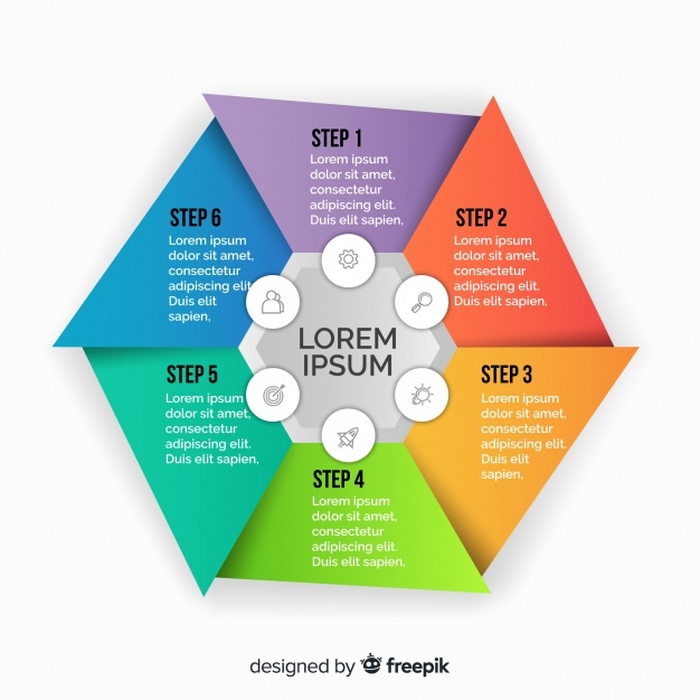 STEP 1
Lorem ipsum
dolor sit amet,
consectetur
adipiscing elit.
Duis elit sapien,
STEP 2
Lorem ipsum
dolor sit amet,
consectetur
adipiscing elit.
Duis elit sapien,
STEP 3
Lorem ipsum
dolor sit amet,
consectetur
adipiscing elit.
Duis elit
sapien,
STEP 4
Lorem ipsum
dolor sit amet,
consectetur
adipiscing elit.
Duis elit sapien,
STEP 5
Lorem ipsum
dolor sit amet,
consectetur
adipiscing elit.
Duis elit sapien,
STEP 6
Lorem ipsum
dolor sit amet,
consectetur
adipiscing elit.
Duis elit
sapien,
LOREM
IPSUM
designed by freepik